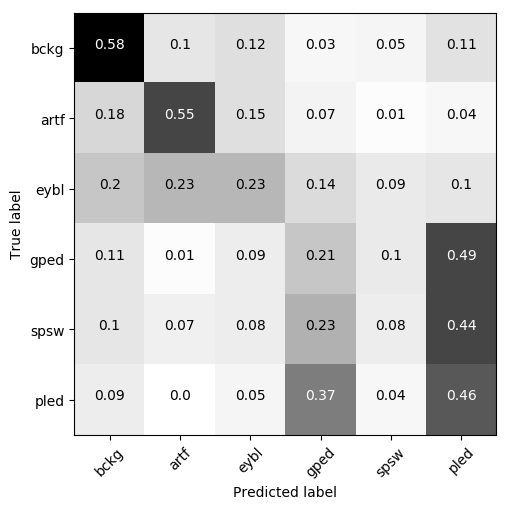 True label
bckg 0.58 0.1 0.12 0.03 0.05 0.11
artf 0.18 0.55 0.15 0.07 0.01 0.04
eybl 0.2 0.23 0.23 0.14 0.09 0.1
gped 0.11 0.01 0.09 0.21 0.1 0.49
spsw 0.1 0.07 0.08 0.23 0.08 0.44
pled 0.09 0.0 0.05 0.37 0.04 0.46
bckg artf eybl gped spsw pled
Predicted label